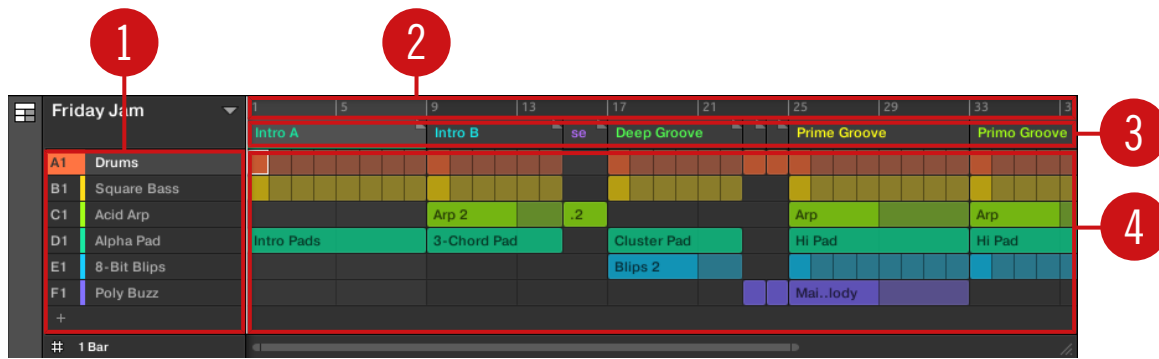 1 2
Friday Jam 1 5 9 13 17 21 25 29 33 3
Intro A Intro B se Deep Groove Prime Groove Primo Groove 3
A1 Drums
B1 Square Bass
C1 Acid Arp Arp 2 .2 Arp Arp 4
D1 Alpha Pad Intro Pads 3-Chord Pad Cluster Pad Hi Pad Hi Pad
E1 8-Bit Blips Blips 2
F1 Poly Buzz Mai..lody
+
# 1 Bar